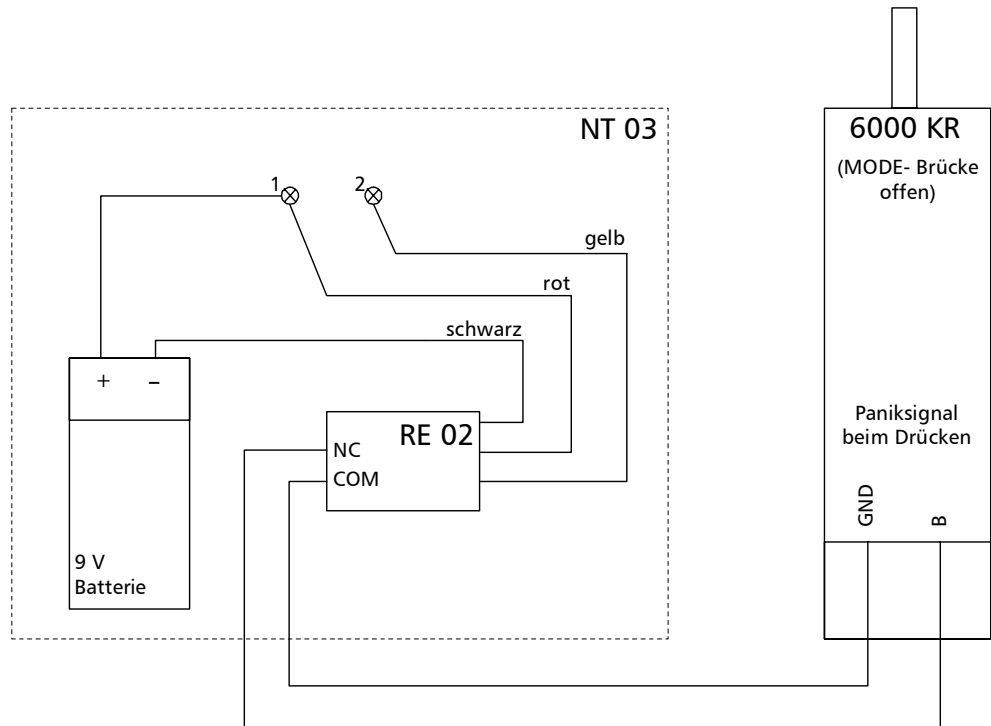 NT 03
1
2
gelb
rot
schwarz
+ –
RE 02
NC
COM
9 V
Batterie
6000 KR
(MODE- Brücke
offen)
Paniksignal
beim Drücken
GND
B